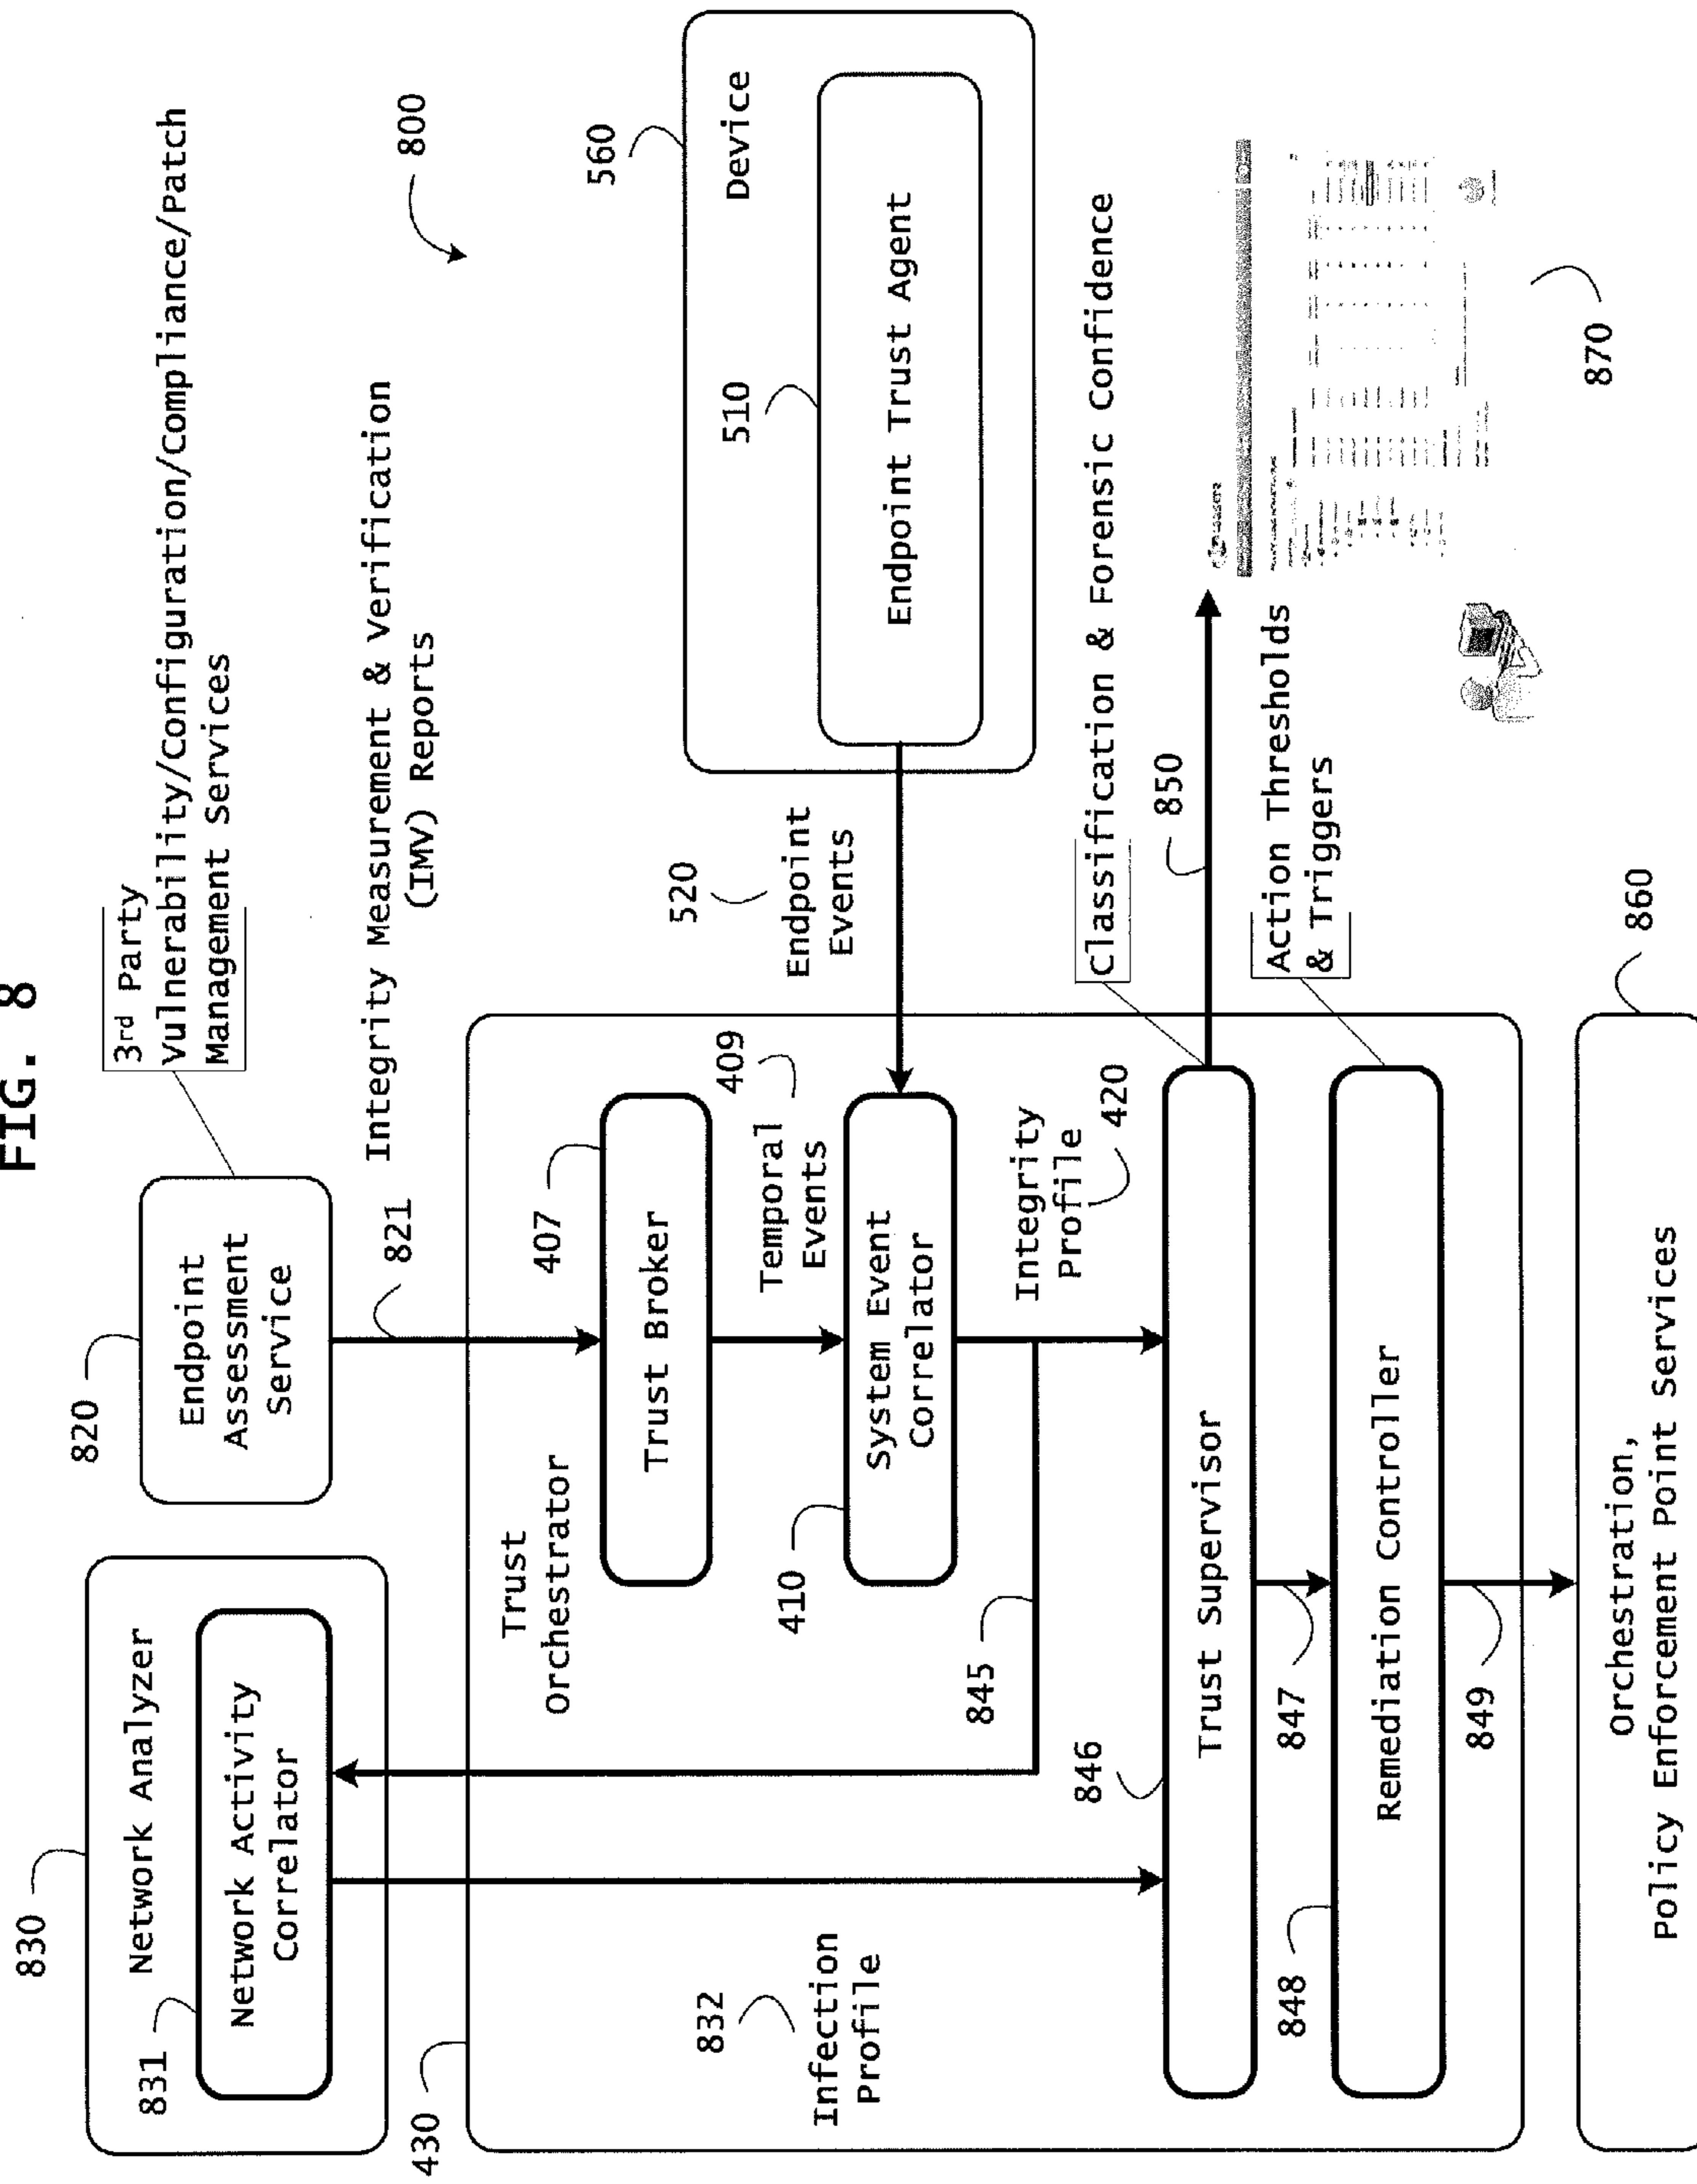 FIG. 8
800
830
Network Analyzer
831
Network Activity
Correlator
820
Endpoint
Assessment
Service
3rd Party
Vulnerability/Configuration/Compliance/Patch
Management Services
821
Integrity Measurement & Verification
(IMV) Reports
430
Trust
Orchestrator
407
Trust Broker
409
Temporal
Events
410
System Event
Correlator
520
Endpoint
Events
560
Device
510
Endpoint Trust Agent
832
Infection
Profile
845
Integrity
Profile
420
846
Trust Supervisor
Classification & Forensic Confidence
850
847
848
Remediation Controller
Action Thresholds
& Triggers
849
870
860
Orchestration,
Policy Enforcement Point Services